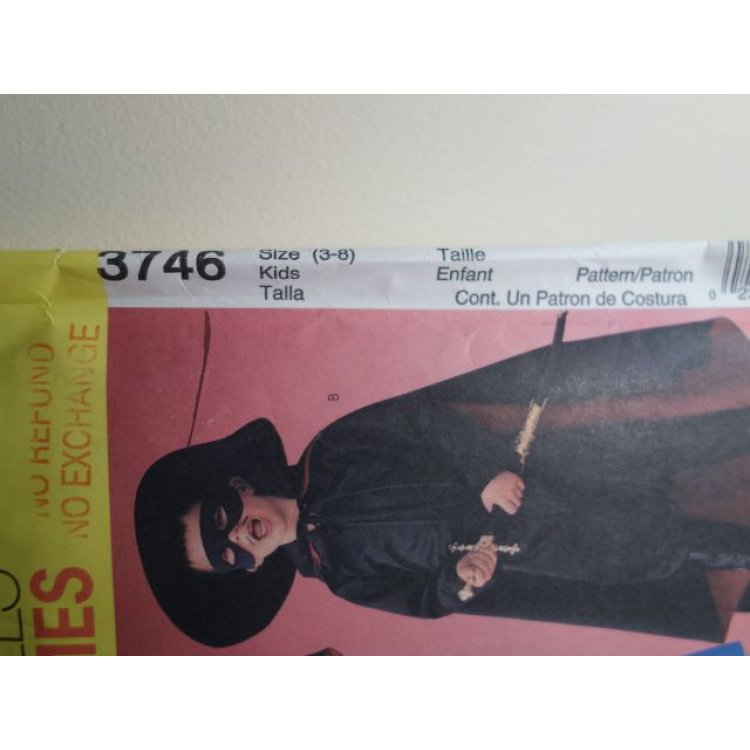 3746
Size (3-8) Taille
Kids Enfant Pattern/Patron
Talla Cont. Un Patron de Costura
0
NO REFUND
NO EXCHANGE
B